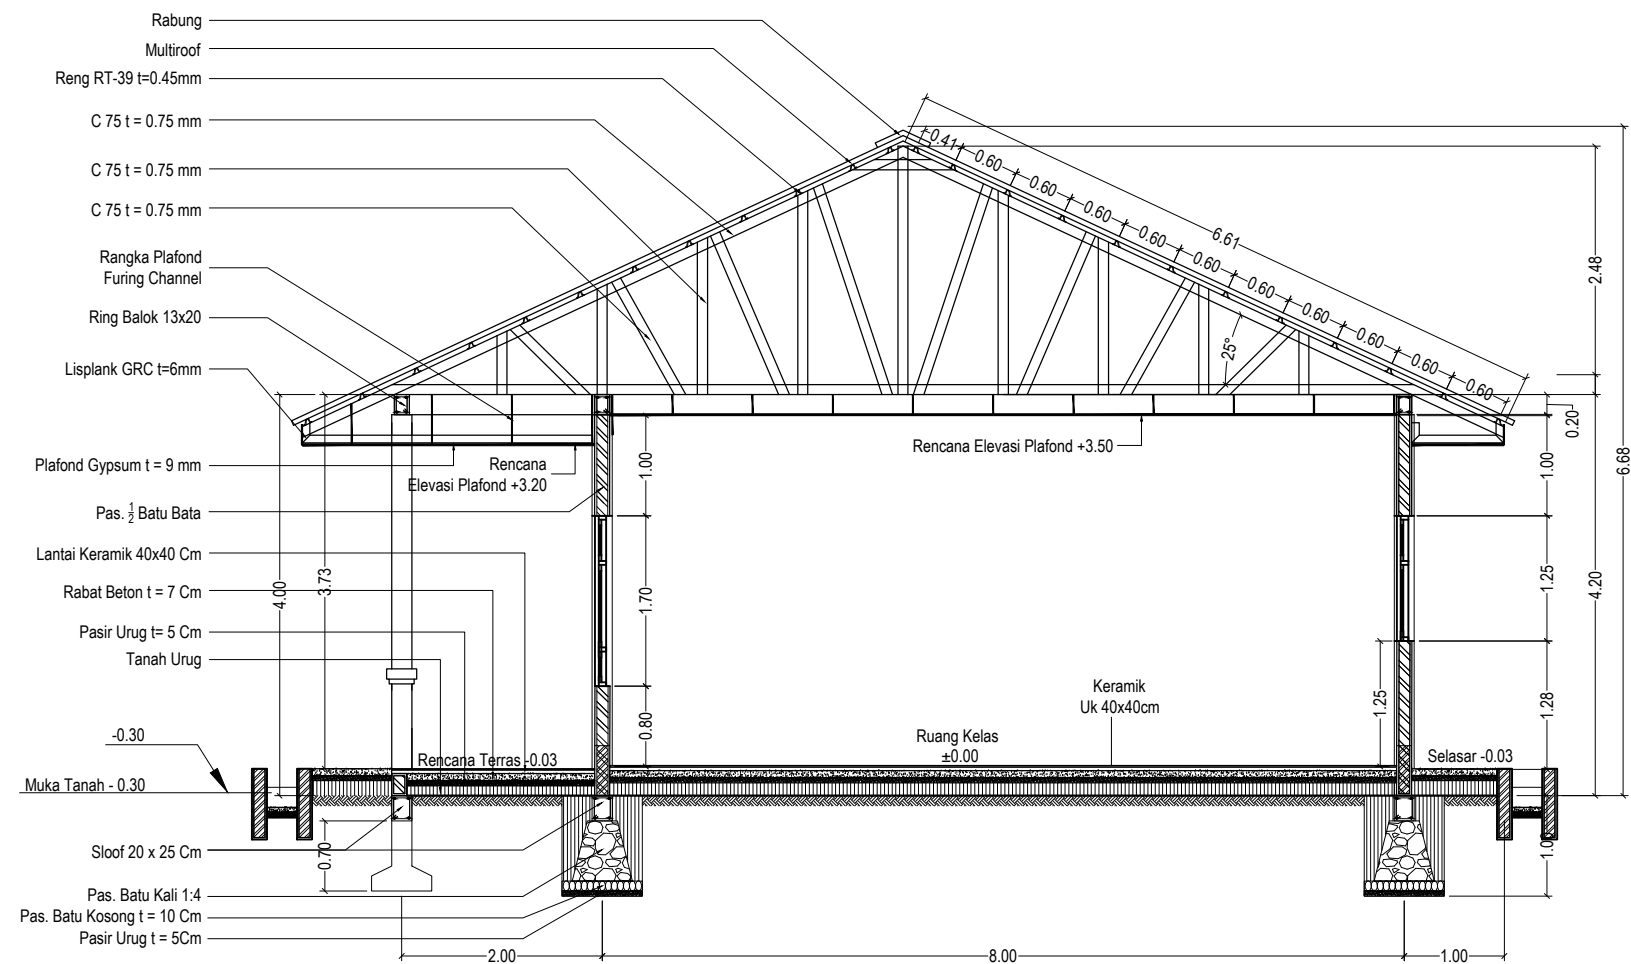 Rabung
Multiroof
Reng RT-39 t=0.45mm
C 75 t = 0.75 mm
C 75 t = 0.75 mm
C 75 t = 0.75 mm
Rangka Plafond
Furing Channel
Ring Balok 13x20
Lisplank GRC t=6mm
Plafond Gypsum t = 9 mm
Pas. 1/2 Batu Bata
Lantai Keramik 40x40 Cm
Rabat Beton t = 7 Cm
Pasir Urug t= 5 Cm
Tanah Urug
-0.30
Muka Tanah - 0.30
Sloof 20 x 25 Cm
Pas. Batu Kali 1:4
Pas. Batu Kosong t = 10 Cm
Pasir Urug t = 5Cm
4.00
3.73
0.70
Rencana
Elevasi Plafond +3.20
Rencana Terras -0.03
1.00
1.70
0.80
Rencana Elevasi Plafond +3.50
Ruang Kelas
±0.00
Keramik
Uk 40x40cm
1.25
Selasar -0.03
0.41
0.60
0.60
0.60
0.60
0.60
0.60
0.60
0.60
0.60
0.60
6.61
25°
0.20
1.00
1.25
1.28
2.48
4.20
6.68
2.00
8.00
1.00